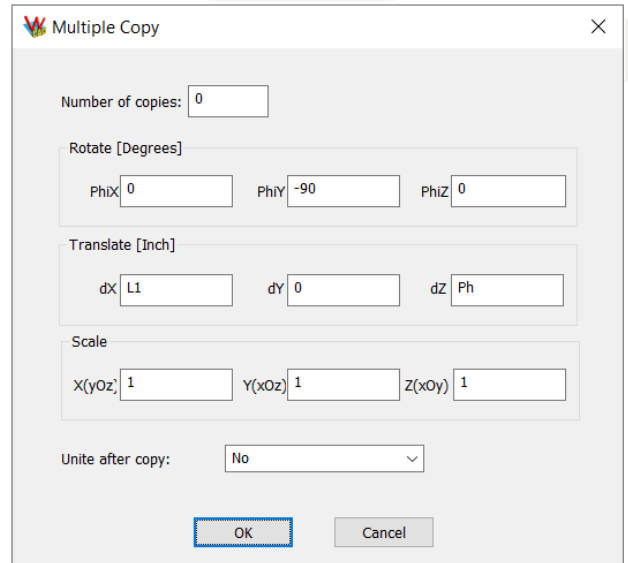 Multiple Copy
Number of copies: 0
Rotate [Degrees]
PhiX 0 PhiY -90 PhiZ 0
Translate [Inch]
dX L1 dY 0 dZ Ph
Scale
X(yOz) 1 Y(xOz) 1 Z(xOy) 1
Unite after copy: No
OK Cancel